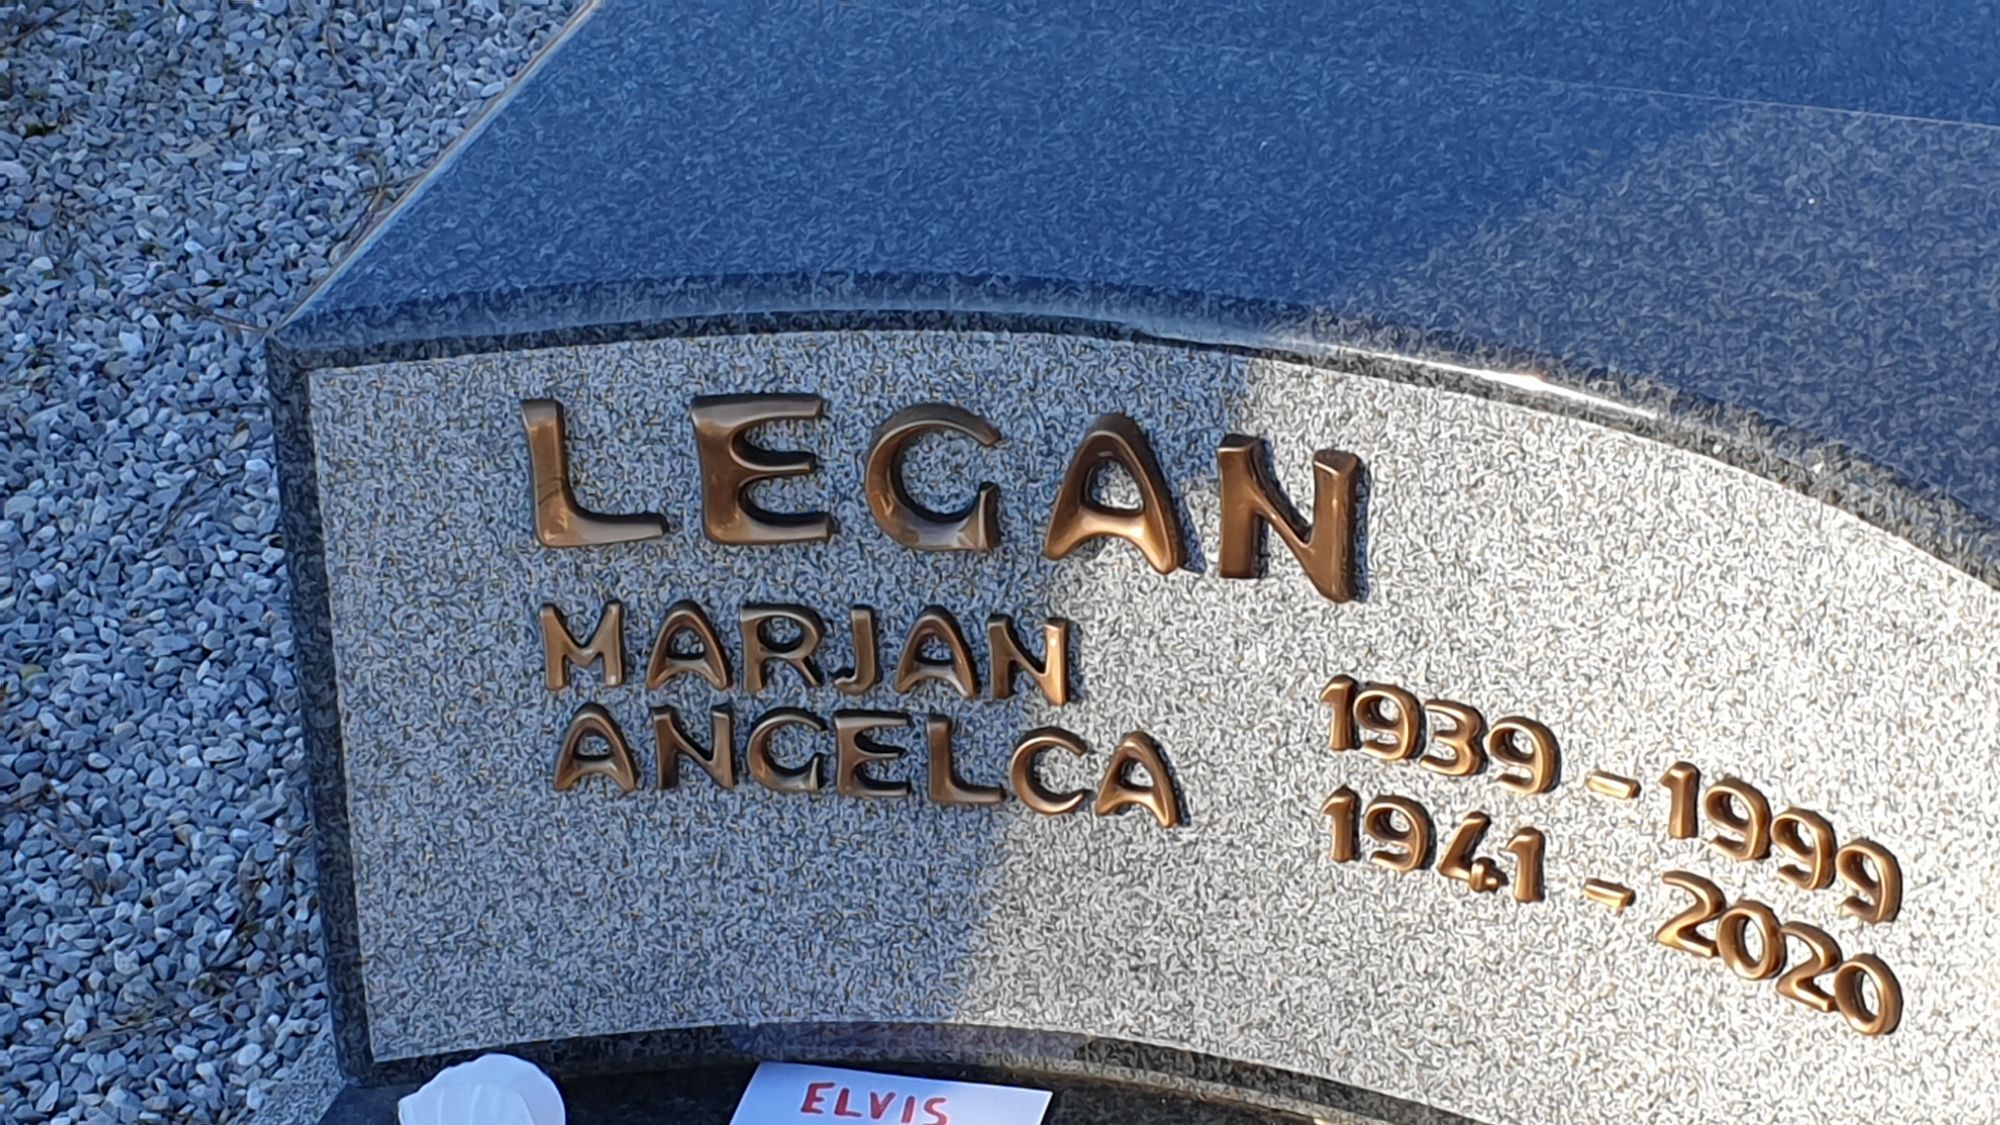 LEGAN
MARJAN 1939 - 1999
ANGELCA 1941 - 2020
ELVIS